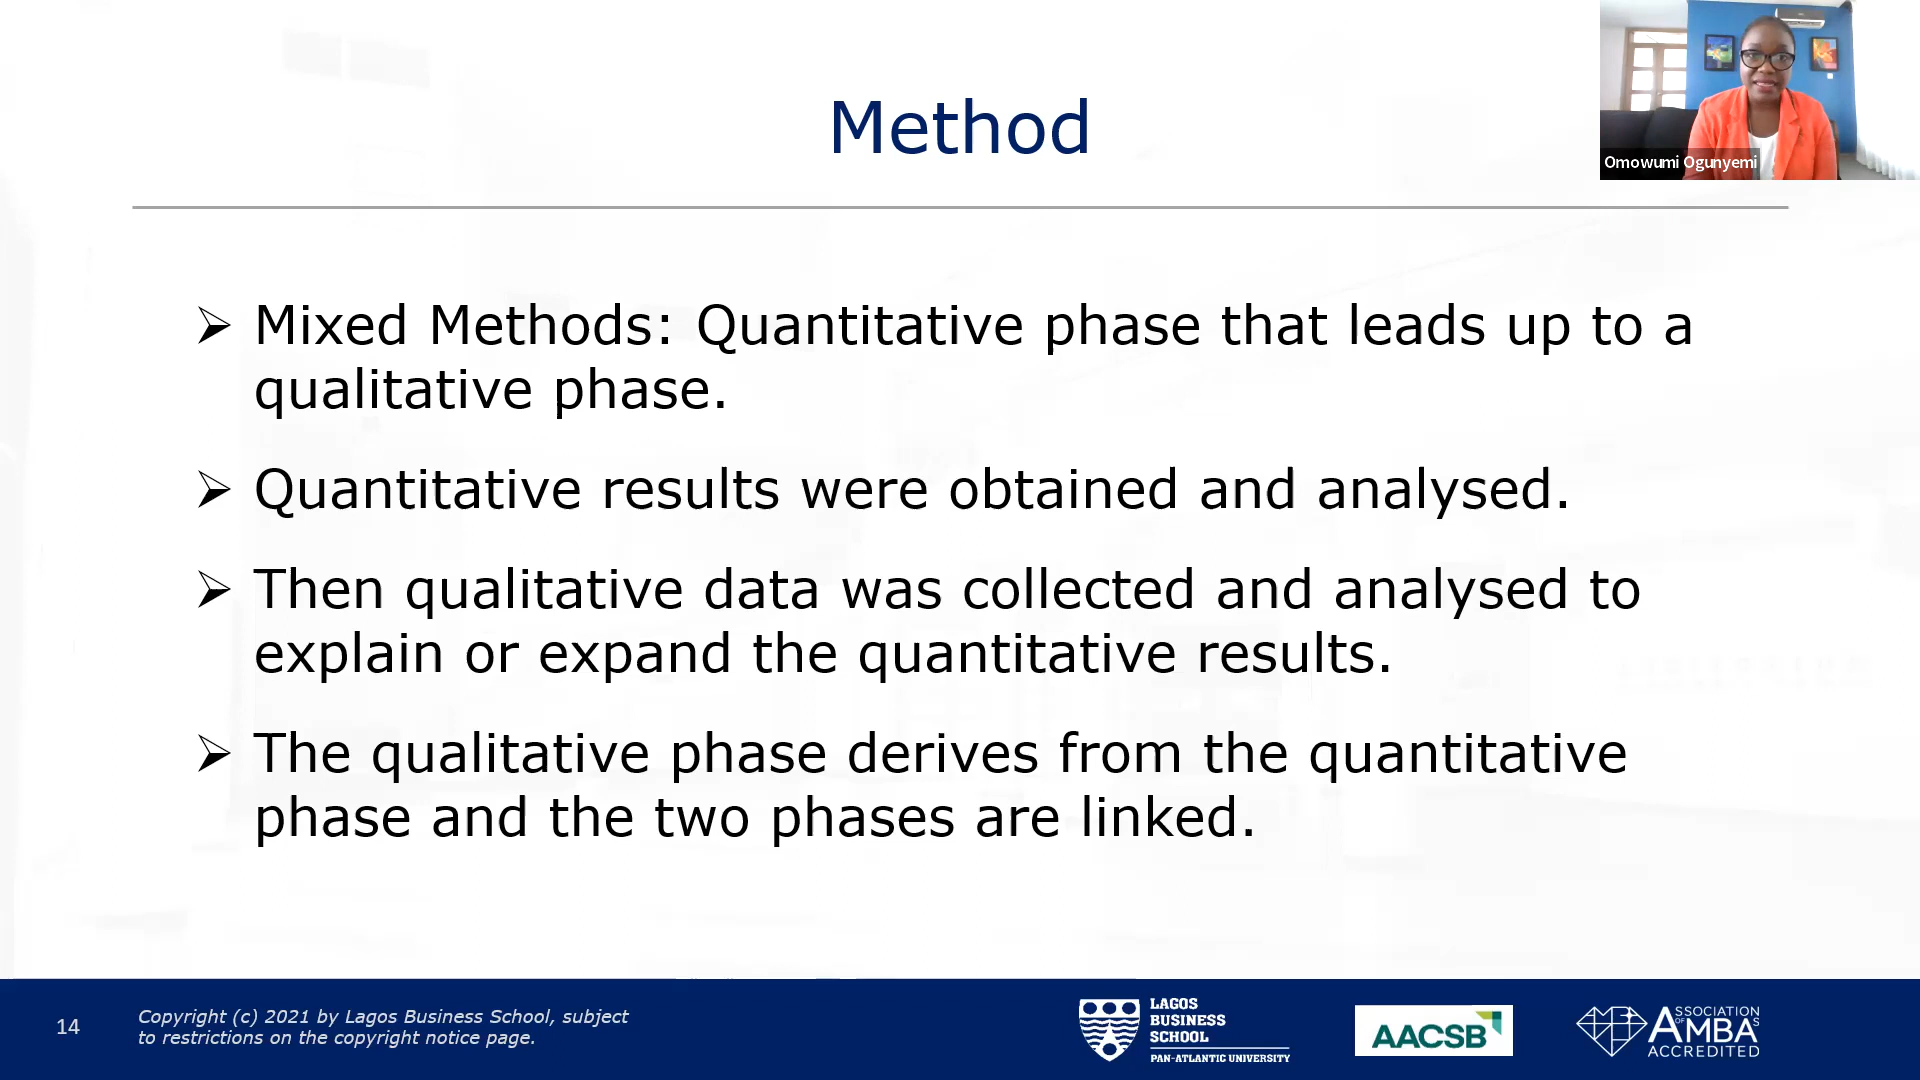 Method
Omowumi Ogunyemi
➢ Mixed Methods: Quantitative phase that leads up to a
qualitative phase.
➢ Quantitative results were obtained and analysed.
➢ Then qualitative data was collected and analysed to
explain or expand the quantitative results.
➢ The qualitative phase derives from the quantitative
phase and the two phases are linked.
14
Copyright (c) 2021 by Lagos Business School, subject
to restrictions on the copyright notice page.
LAGOS
BUSINESS
SCHOOL
PAN-ATLANTIC UNIVERSITY
AACSB
ASSOCIATION
OF AMBAs
ACCREDITED